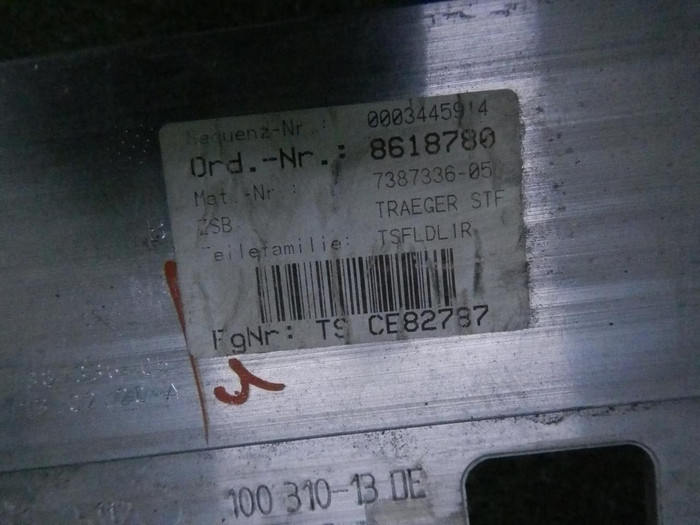 Sequenz-Nr.: 0003445914
Ord.-Nr.: 8618780
Mat.-Nr.: 7387336-05
ZSB TRAEGER STF
Teilefamilie: TSFLDLIR
FgNr: TS CE82787
100 310-13 DE